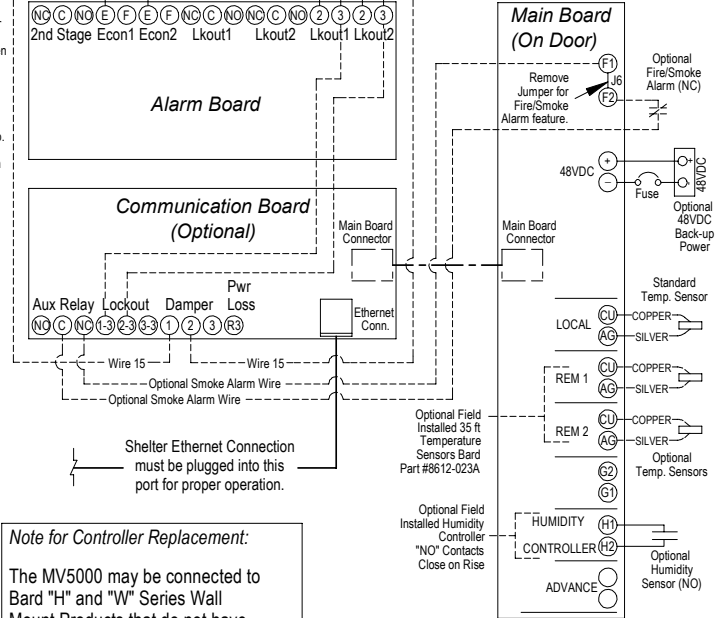 NC C NO E F E F NC C NO NC C NO 2 3 2 3
2nd Stage Econ1 Econ2 Lkout1 Lkout2 Lkout1 Lkout2
Alarm Board
Communication Board
(Optional)
Main Board
Connector
Pwr
Aux Relay Lockout Damper Loss
NO C NC 1-3 2-3 3-3 1 2 3 R3
Ethernet
Conn.
Wire 15
Wire 15
Optional Smoke Alarm Wire
Optional Smoke Alarm Wire
Shelter Ethernet Connection
must be plugged into this
port for proper operation.
Note for Controller Replacement:
The MV5000 may be connected to
Bard "H" and "W" Series Wall
Mount Products that do not have
Main Board
(On Door)
Remove
Jumper for
Fire/Smoke
Alarm feature.
F1
J6
F2
Optional
Fire/Smoke
Alarm (NC)
48VDC
+
−
Fuse
+
-
48VDC
Optional
48VDC
Back-up
Power
Main Board
Connector
Standard
Temp. Sensor
LOCAL
CU COPPER
AG SILVER
REM 1
CU COPPER
AG SILVER
REM 2
CU COPPER
AG SILVER
Optional
Temp. Sensors
Optional Field
Installed 35 ft
Temperature
Sensors Bard
Part #8612-023A
G2
G1
Optional Field
Installed Humidity
Controller
"NO" Contacts
Close on Rise
HUMIDITY H1
CONTROLLER H2
Optional
Humidity
Sensor (NO)
ADVANCE